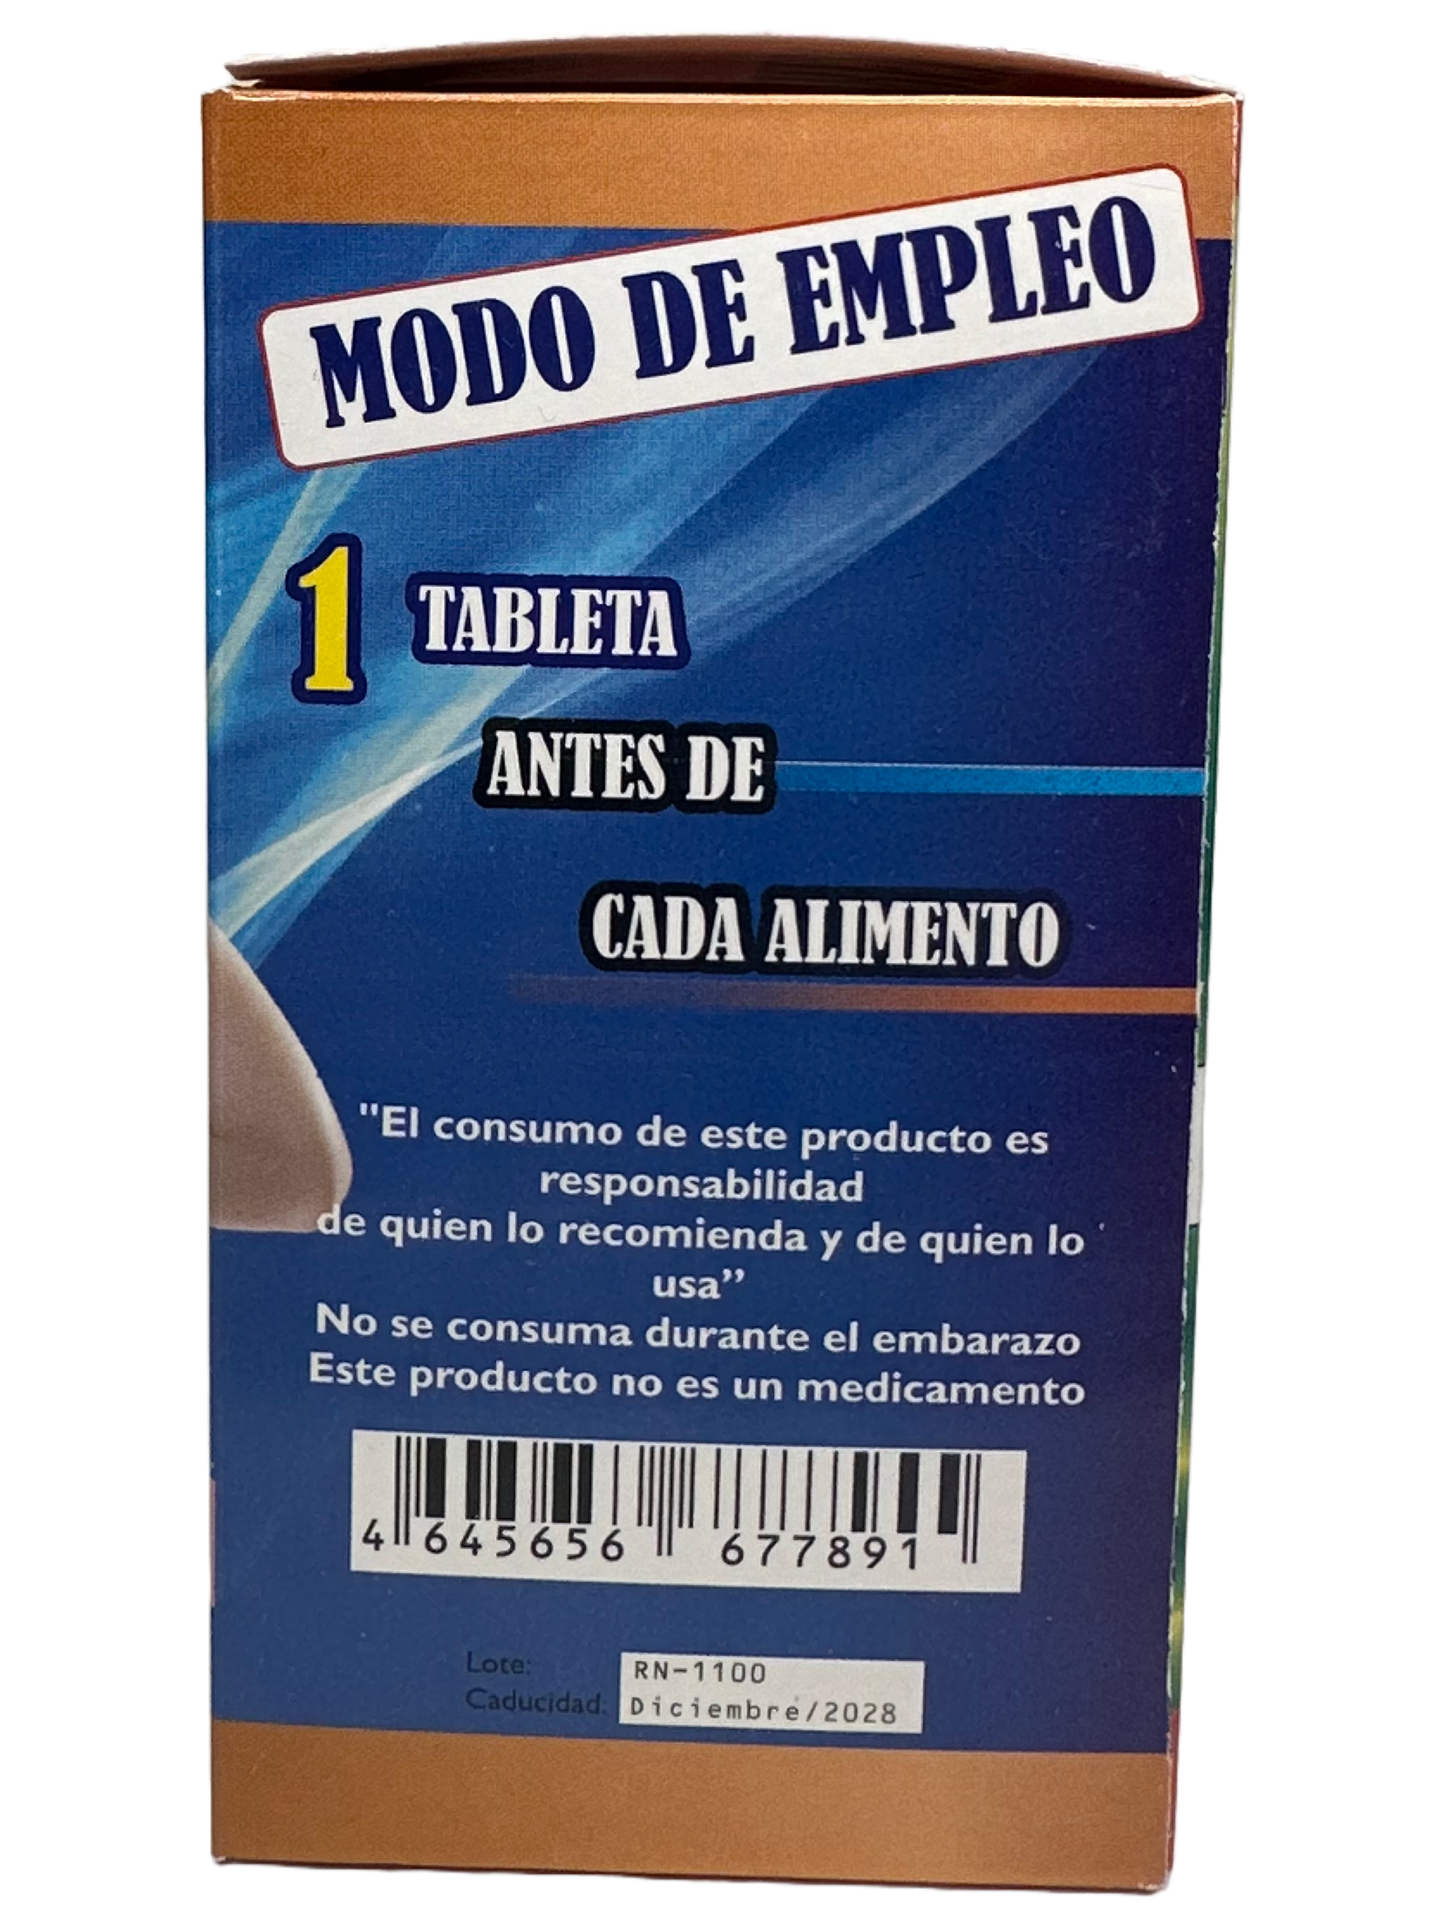 MODO DE EMPLEO
1 TABLETA
ANTES DE
CADA ALIMENTO
"El consumo de este producto es
responsabilidad
de quien lo recomienda y de quien lo
usa”
No se consuma durante el embarazo
Este producto no es un medicamento
4 645656 677891
Lote: RN-1100
Caducidad: Diciembre/2028